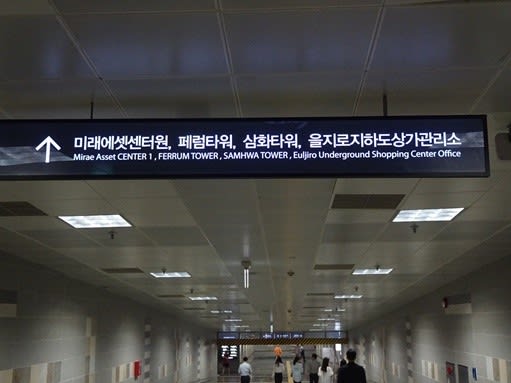 미래에셋센터원, 페럼타워, 삼화타워, 을지로지하도상가관리소
Mirae Asset CENTER 1 , FERRUM TOWER , SAMHWA TOWER , Euljiro Underground Shopping Center Office